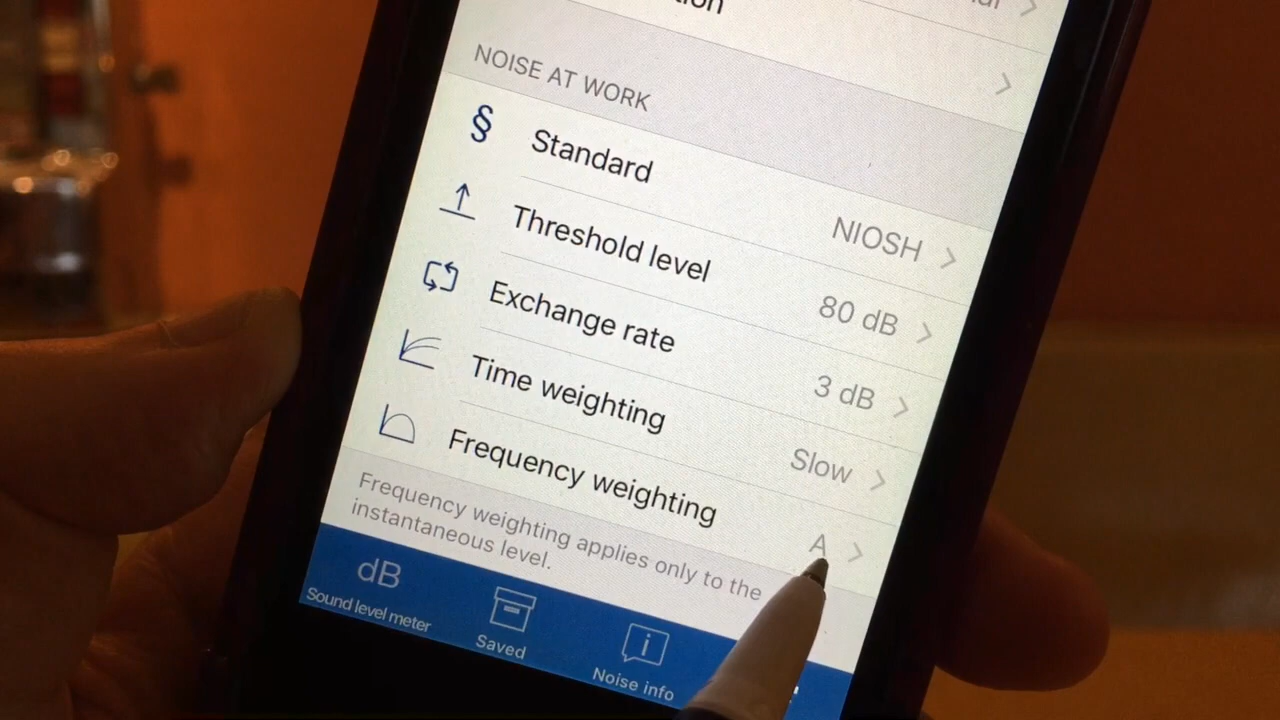 NOISE AT WORK
§ Standard NIOSH
Threshold level 80 dB
Exchange rate 3 dB
Time weighting Slow
Frequency weighting A
Frequency weighting applies only to the
instantaneous level.
dB
Sound level meter
Saved
i
Noise info